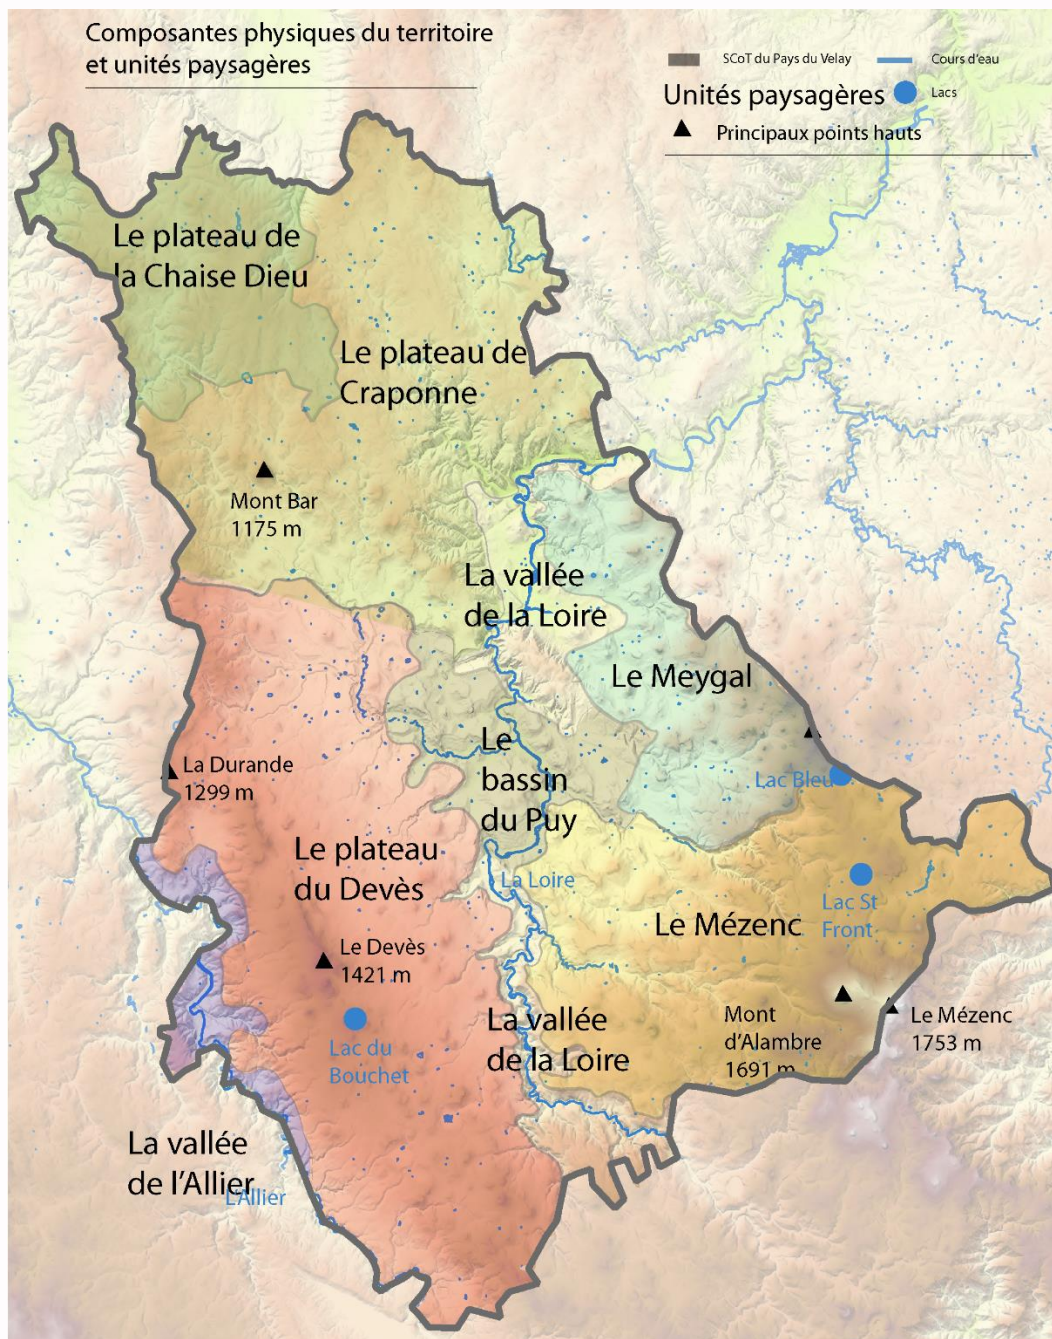 Composantes physiques du territoire
et unités paysagères
SCoT du Pays du Velay
Cours d'eau
Unités paysagères
Lacs
Principaux points hauts
Le plateau de
la Chaise Dieu
Le plateau de
Craponne
Mont Bar
1175 m
La vallée
de la Loire
Le Meygal
La Durande
1299 m
Le
bassin
du Puy
Lac Bleu
Le plateau
du Devès
La Loire
Lac St
Front
Le Mézenc
Le Devès
1421 m
Lac du
Bouchet
La vallée
de la Loire
Mont
d'Alambre
1691 m
Le Mézenc
1753 m
La vallée
de l'Allier
L'Allier